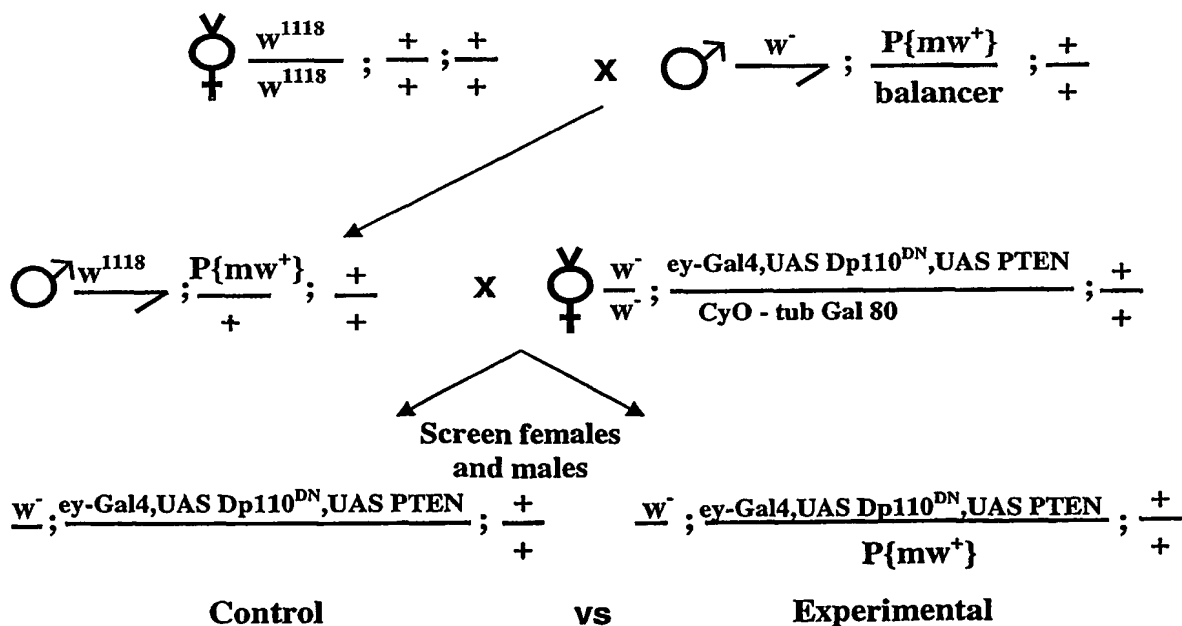 w1118 / w1118 ; + / + ; + / + x w- ; P{mw+} / balancer ; + / +
w1118 ; P{mw+} / + ; + / + x w- / w- ; ey-Gal4,UAS Dp110DN,UAS PTEN / CyO - tub Gal 80 ; + / +
Screen females
and males
w- ; ey-Gal4,UAS Dp110DN,UAS PTEN ; + / + w- ; ey-Gal4,UAS Dp110DN,UAS PTEN / P{mw+} ; + / +
Control vs Experimental